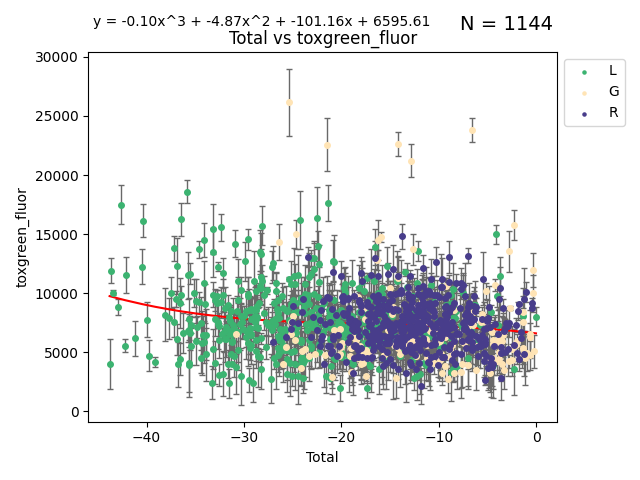 y = -0.10x^3 + -4.87x^2 + -101.16x + 6595.61
N = 1144
Total vs toxgreen_fluor
30000
25000
20000
15000
10000
5000
0
toxgreen_fluor
−40
−30
−20
−10
0
Total
L
G
R